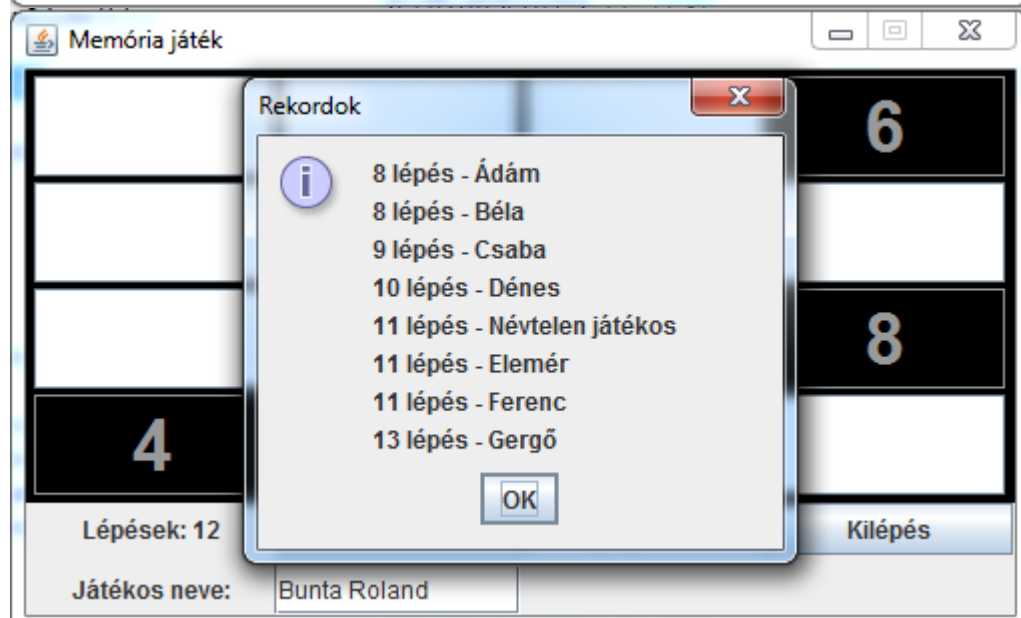 Memória játék
Rekordok
6
8 lépés - Ádám
8 lépés - Béla
9 lépés - Csaba
10 lépés - Dénes
11 lépés - Névtelen játékos
8
11 lépés - Elemér
11 lépés - Ferenc
13 lépés - Gergő
4
OK
Lépések: 12
Kilépés
Játékos neve:
Bunta Roland